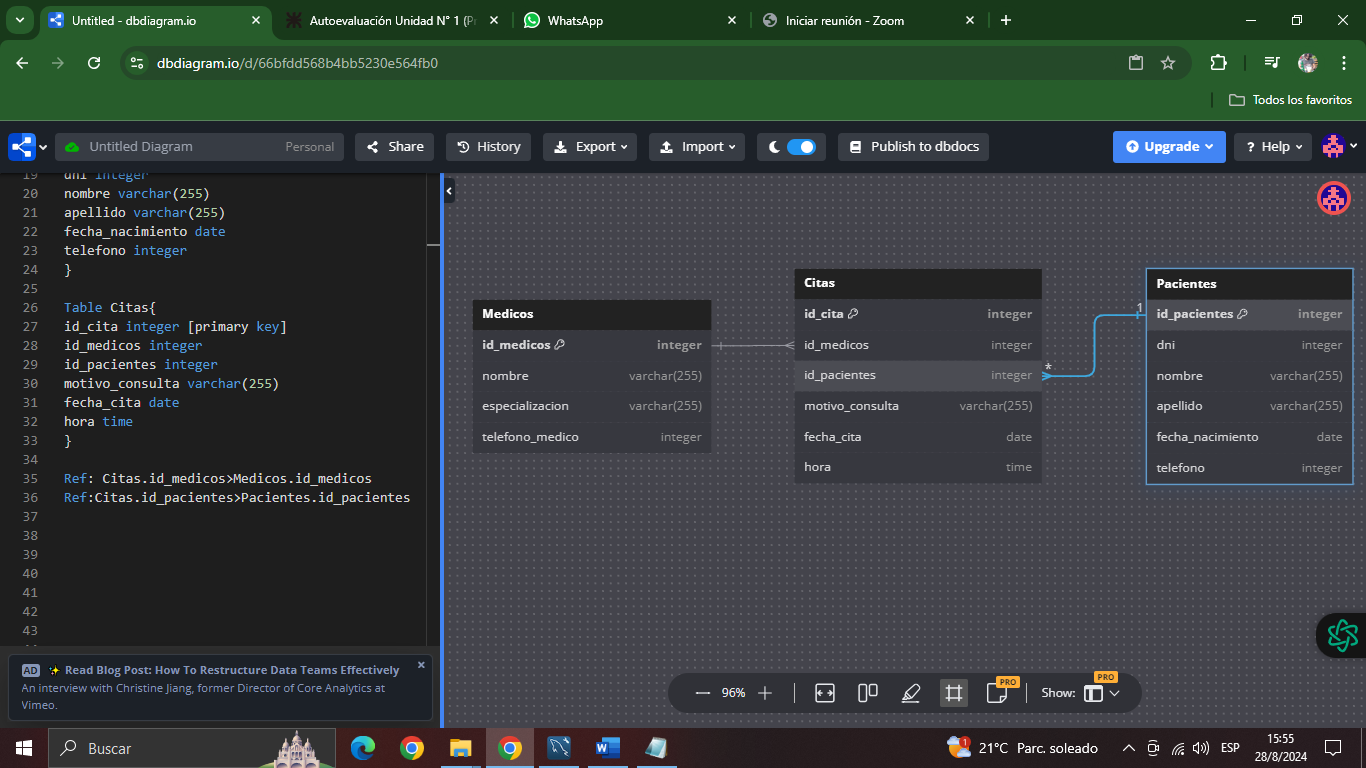 Untitled - dbdiagram.io
Autoevaluación Unidad N° 1 (Pr
WhatsApp
Iniciar reunión - Zoom
dbdiagram.io/d/66bfdd568b4bb5230e564fb0
Todos los favoritos
Untitled Diagram Personal
Share
History
Export
Import
Publish to dbdocs
Upgrade
? Help
19 dni integer
20 nombre varchar(255)
21 apellido varchar(255)
22 fecha_nacimiento date
23 telefono integer
24 }
25
26 Table Citas{
27 id_cita integer [primary key]
28 id_medicos integer
29 id_pacientes integer
30 motivo_consulta varchar(255)
31 fecha_cita date
32 hora time
33 }
34
35 Ref: Citas.id_medicos>Medicos.id_medicos
36 Ref:Citas.id_pacientes>Pacientes.id_pacientes
37
38
39
40
41
42
43
Medicos
id_medicos integer
nombre varchar(255)
especializacion varchar(255)
telefono_medico integer
Citas
id_cita integer
id_medicos integer
id_pacientes integer
motivo_consulta varchar(255)
fecha_cita date
hora time
*
1
Pacientes
id_pacientes integer
dni integer
nombre varchar(255)
apellido varchar(255)
fecha_nacimiento date
telefono integer
AD ✨ Read Blog Post: How To Restructure Data Teams Effectively
An interview with Christine Jiang, former Director of Core Analytics at
Vimeo.
96%
PRO
Show:
PRO
Buscar
1
21°C Parc. soleado
ESP
15:55
28/8/2024